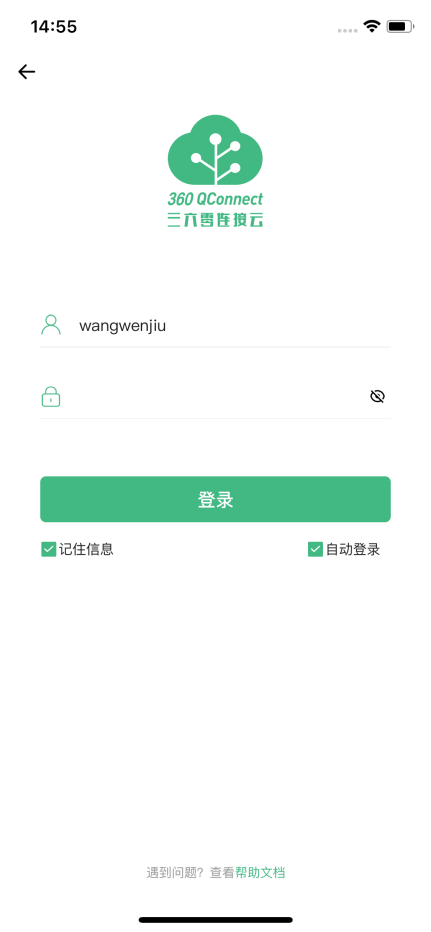 14:55
360 QConnect
三六零连接云
wangwenjiu
登录
记住信息
自动登录
遇到问题？查看帮助文档